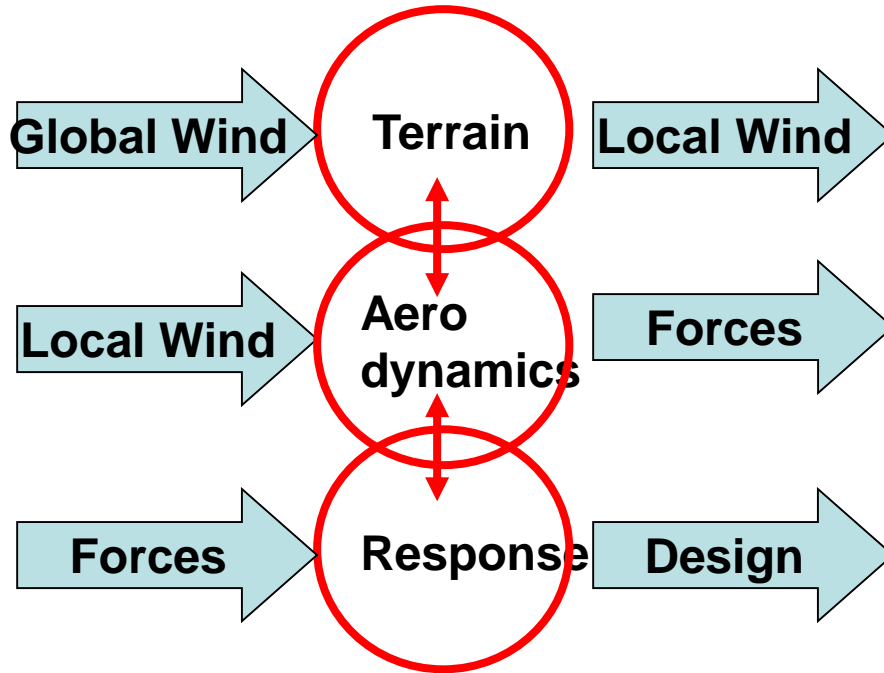 Global Wind
Terrain
Local Wind
Local Wind
Aero
dynamics
Forces
Forces
Response
Design